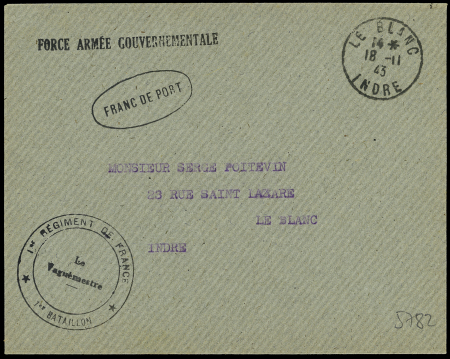 FORCE ARMÉE GOUVERNEMENTALE
LE BLANC
14 *
18 - 11
43
INDRE
FRANC DE PORT
MONSIEUR SERGE POITEVIN
23 RUE SAINT LAZARE
LE BLANC
INDRE
1er RÉGIMENT DE FRANCE
Le
Vaguemestre
1er BATAILLON
5782